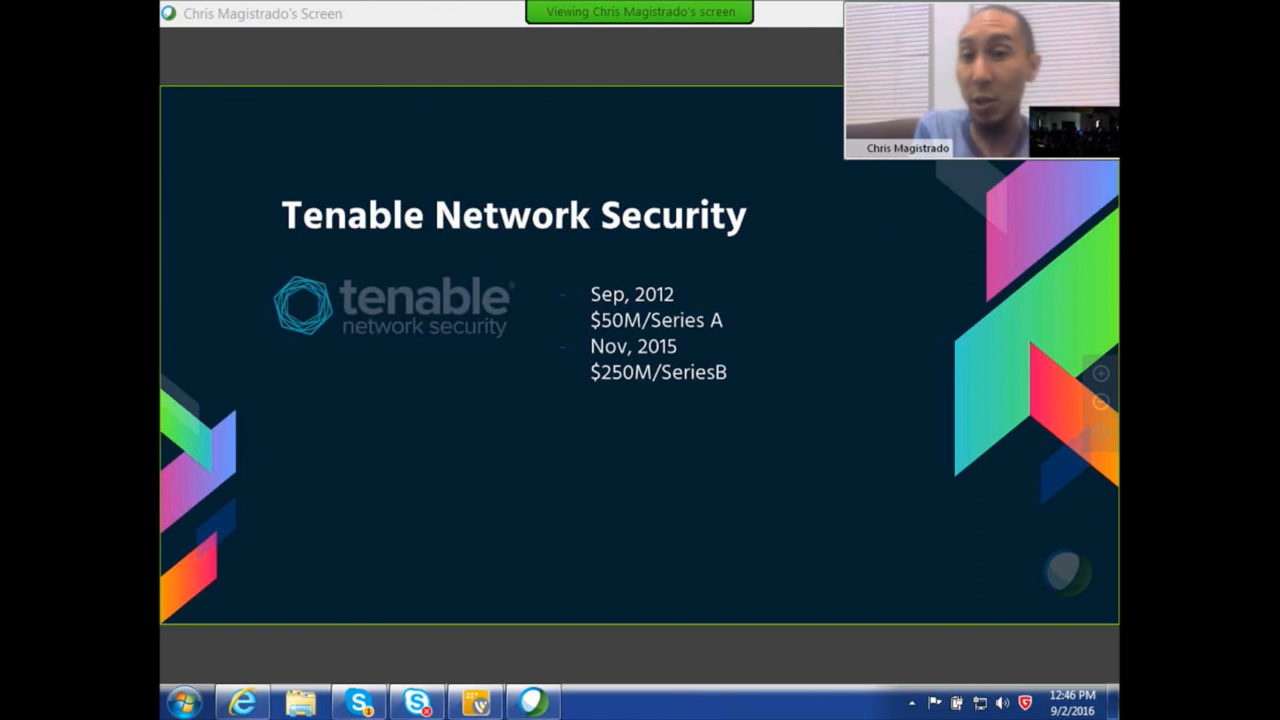 Chris Magistrado's Screen
Viewing Chris Magistrado's screen
Chris Magistrado
Tenable Network Security
tenable®
network security
- Sep, 2012
$50M/Series A
- Nov, 2015
$250M/SeriesB
12:46 PM
9/2/2016